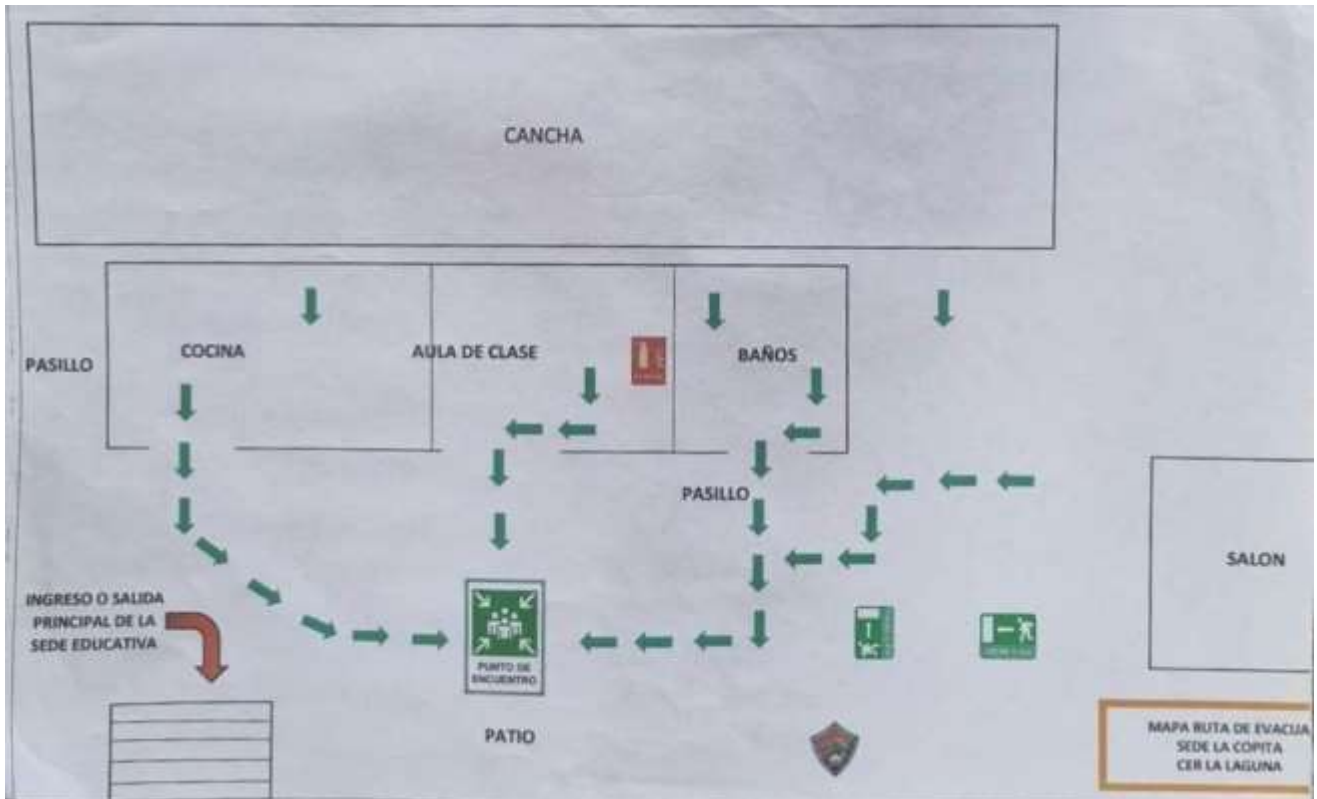 CANCHA
PASILLO
COCINA
AULA DE CLASE
BAÑOS
PASILLO
SALON
INGRESO O SALIDA
PRINCIPAL DE LA
SEDE EDUCATIVA
PUNTO DE
ENCUENTRO
PATIO
MAPA RUTA DE EVACUA
SEDE LA COPITA
CER LA LAGUNA